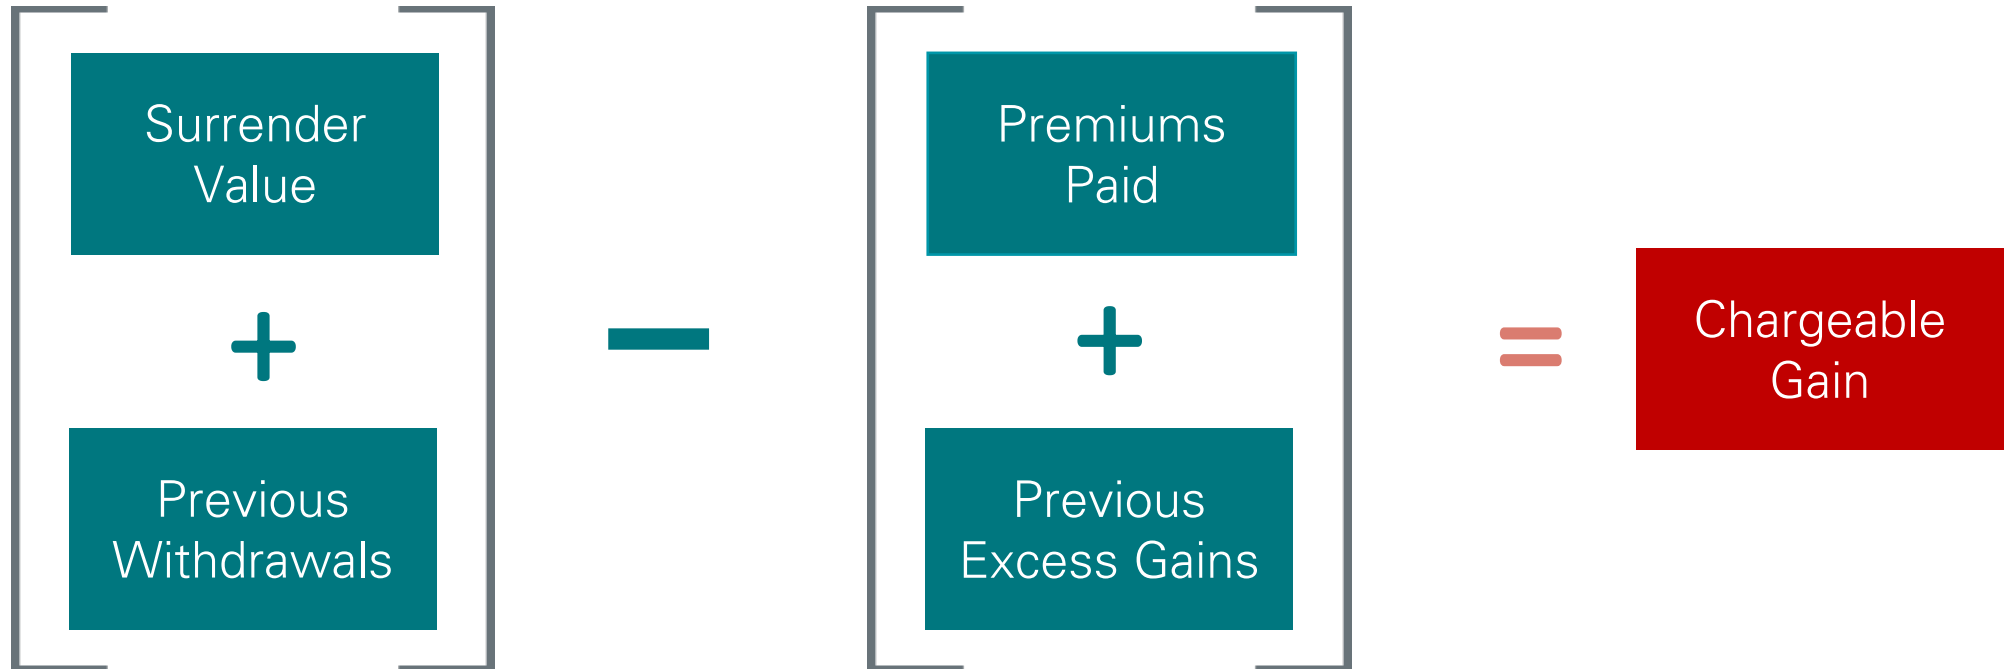 Surrender
Value
+
Previous
Withdrawals
−
Premiums
Paid
+
Previous
Excess Gains
=
Chargeable
Gain